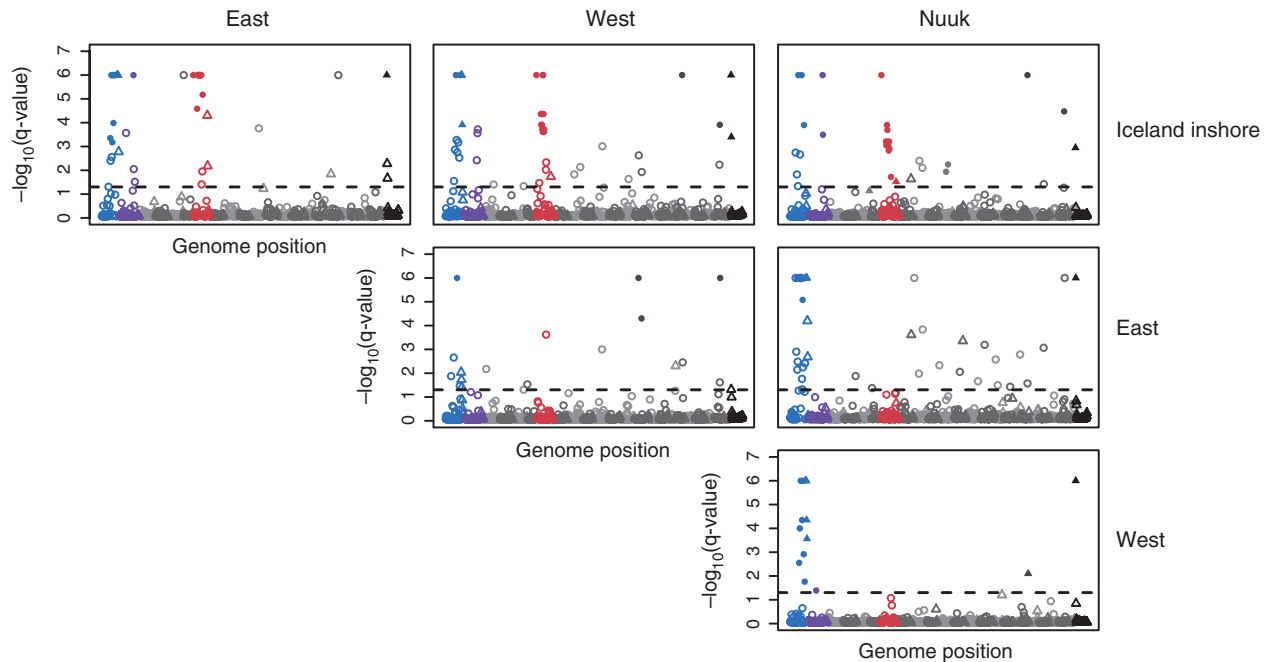 East
West
Nuuk
7
6
5
4
3
2
1
0
−log10(q-value)
Genome position
Iceland inshore
7
6
5
4
3
2
1
0
−log10(q-value)
Genome position
East
7
6
5
4
3
2
1
0
−log10(q-value)
Genome position
West